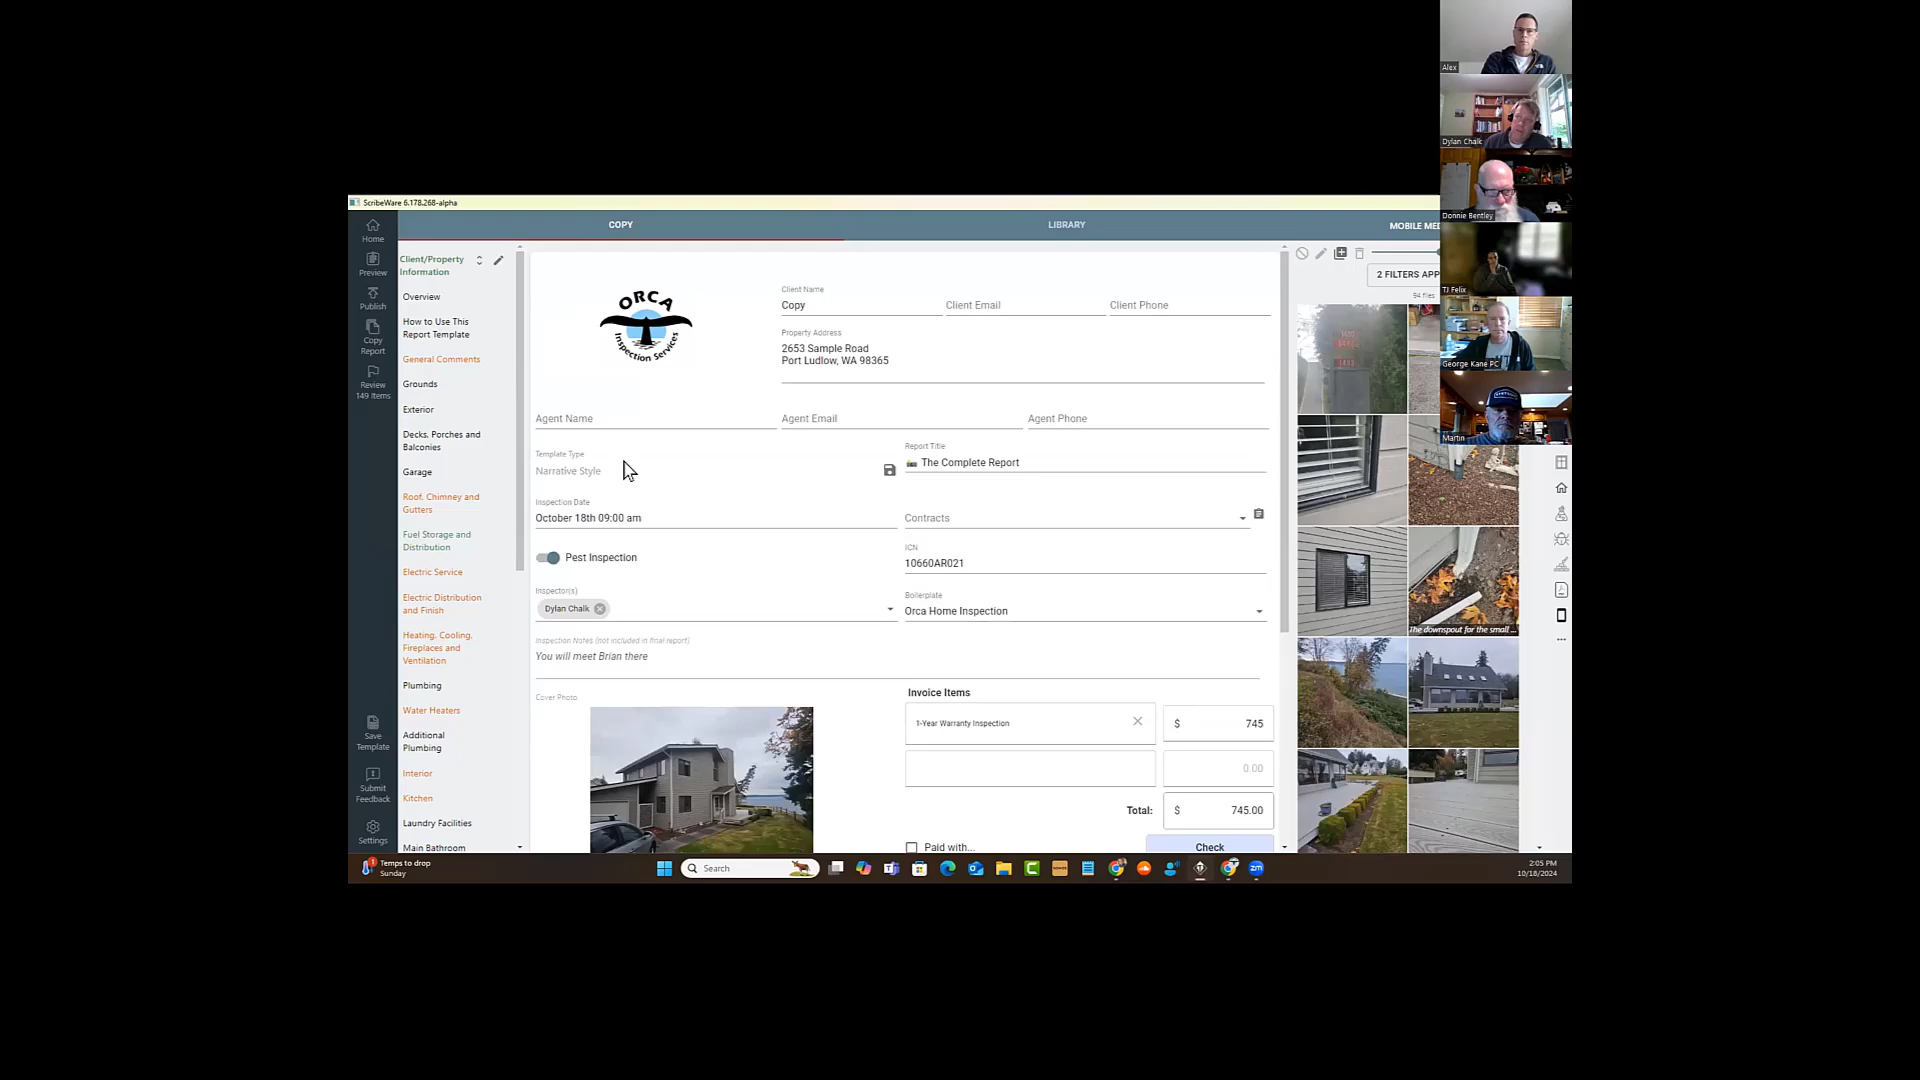 ScribeWare 6.178.268-alpha
Home
Preview
Publish
Copy
Report
Review
149 Items
Save
Template
Submit
Feedback
Settings
COPY
LIBRARY
MOBILE MED
Client/Property
Information
Overview
How to Use This
Report Template
General Comments
Grounds
Exterior
Decks, Porches and
Balconies
Garage
Roof, Chimney and
Gutters
Fuel Storage and
Distribution
Electric Service
Electric Distribution
and Finish
Heating, Cooling,
Fireplaces and
Ventilation
Plumbing
Water Heaters
Additional
Plumbing
Interior
Kitchen
Laundry Facilities
Main Bathroom
ORCA
Inspection Services
Client Name
Copy
Client Email
Client Phone
Property Address
2653 Sample Road
Port Ludlow, WA 98365
Agent Name
Agent Email
Agent Phone
Template Type
Narrative Style
Report Title
The Complete Report
Inspection Date
October 18th 09:00 am
Contracts
Pest Inspection
ICN
10660AR021
Inspector(s)
Dylan Chalk
Boilerplate
Orca Home Inspection
Inspection Notes (not included in final report)
You will meet Brian there
Cover Photo
Invoice Items
1-Year Warranty Inspection
$ 745
0.00
Total:
$ 745.00
Paid with...
Check
2 FILTERS APP
94 files
The downspout for the small ...
Alex
Dylan Chalk
Donnie Bentley
TJ Felix
George Kane PC
Martin
1
Temps to drop
Sunday
Search
zm
2:05 PM
10/18/2024